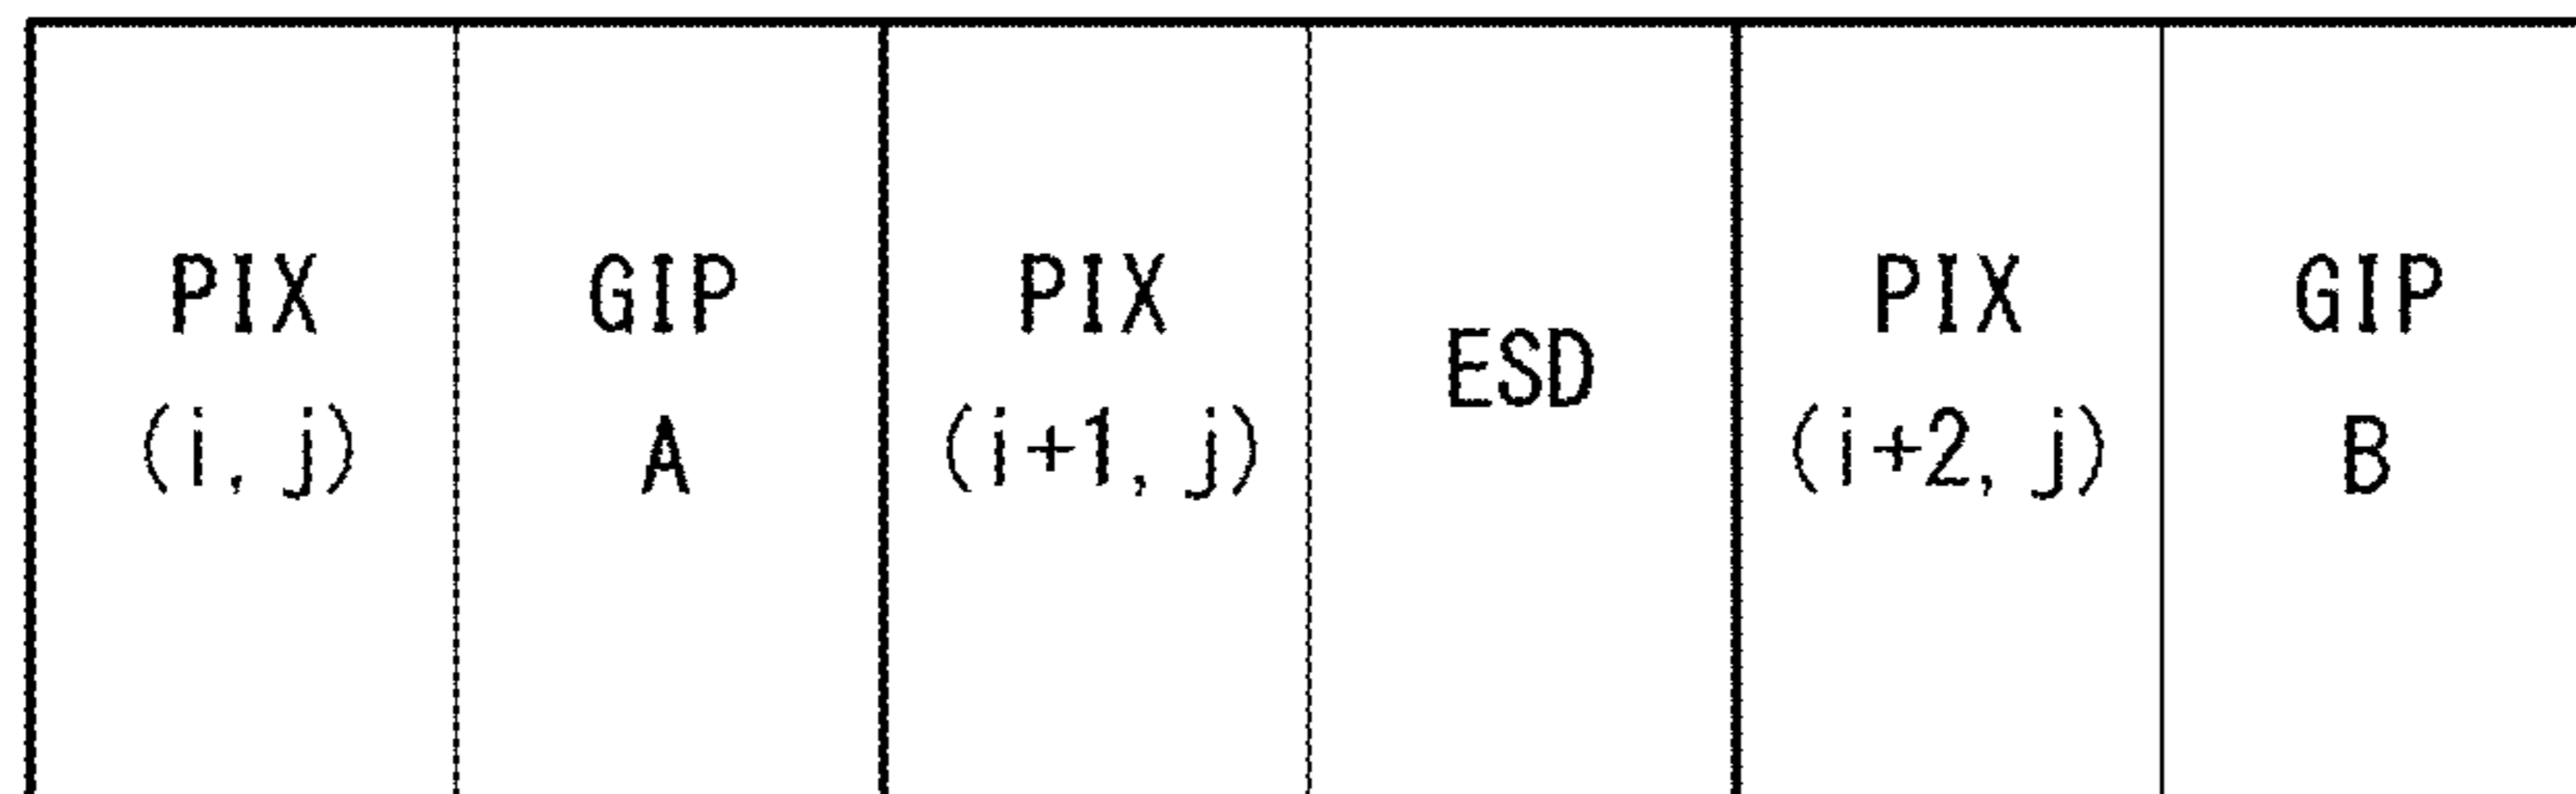 PIX
(i, j)
GIP
A
PIX
(i+1, j)
ESD
PIX
(i+2, j)
GIP
B